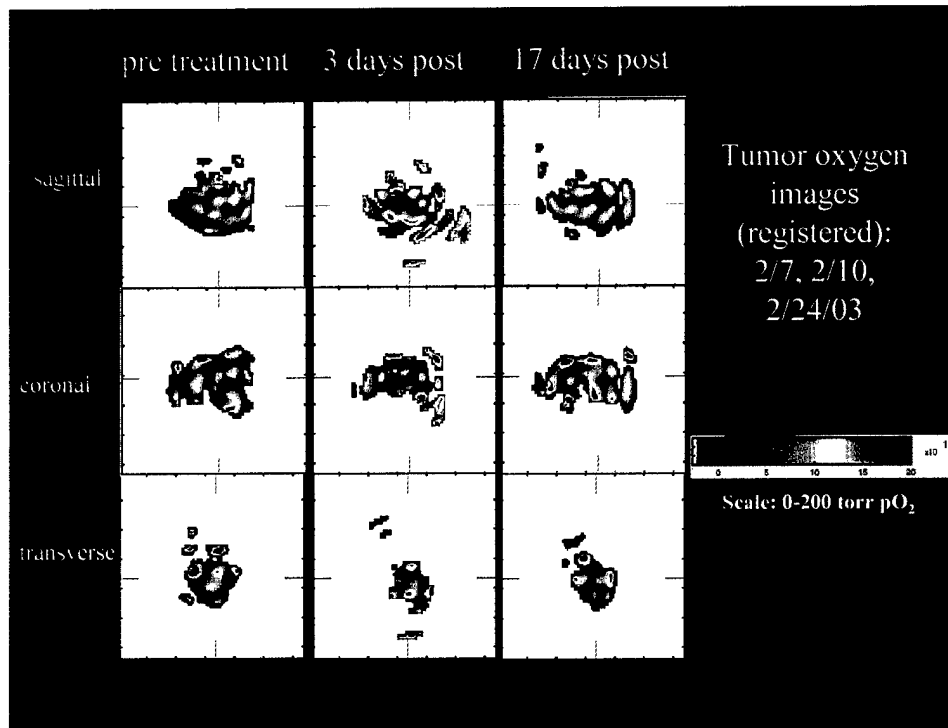 pre treatment 3 days post 17 days post
sagittal
Tumor oxygen
images
(registered):
2/7, 2/10,
2/24/03
coronal
x10 1
0 5 10 15 20
Scale: 0-200 torr pO₂
transverse